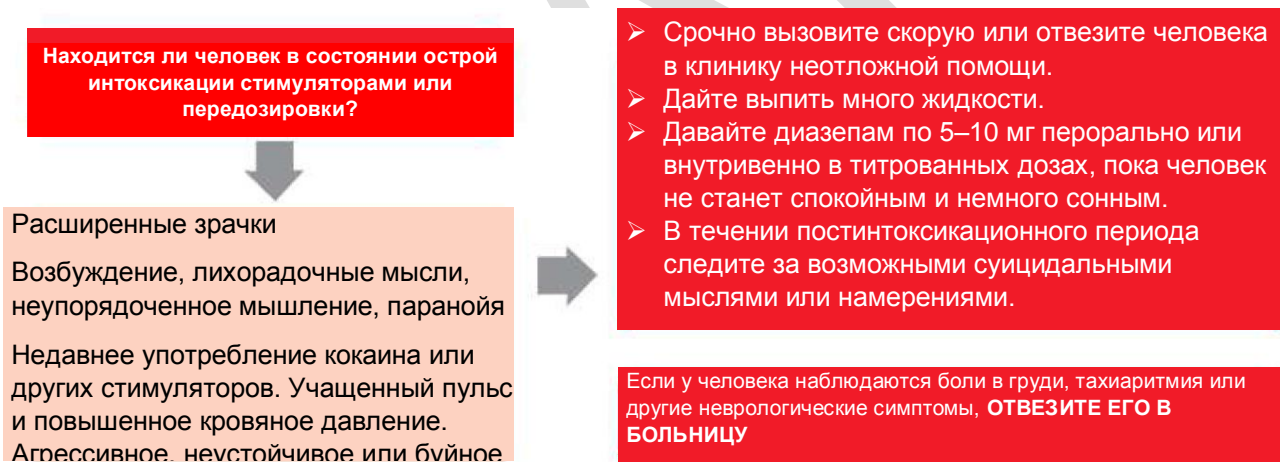 Находится ли человек в состоянии острой
интоксикации стимуляторами или
передозировки?
Расширенные зрачки
Возбуждение, лихорадочные мысли,
неупорядоченное мышление, паранойя
Недавнее употребление кокаина или
других стимуляторов. Учащенный пульс
и повышенное кровяное давление.
Агрессивное, неустойчивое или буйное
➢ Срочно вызовите скорую или отвезите человека
в клинику неотложной помощи.
➢ Дайте выпить много жидкости.
➢ Давайте диазепам по 5–10 мг перорально или
внутривенно в титрованных дозах, пока человек
не станет спокойным и немного сонным.
➢ В течении постинтоксикационного периода
следите за возможными суицидальными
мыслями или намерениями.
Если у человека наблюдаются боли в груди, тахиаритмия или
другие неврологические симптомы, ОТВЕЗИТЕ ЕГО В
БОЛЬНИЦУ